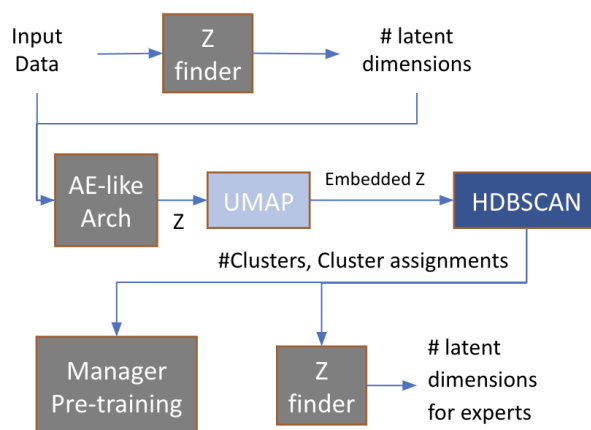 Input
Data
Z
finder
# latent
dimensions
AE-like
Arch
Z
UMAP
Embedded Z
HDBSCAN
#Clusters, Cluster assignments
Manager
Pre-training
Z
finder
# latent
dimensions
for experts